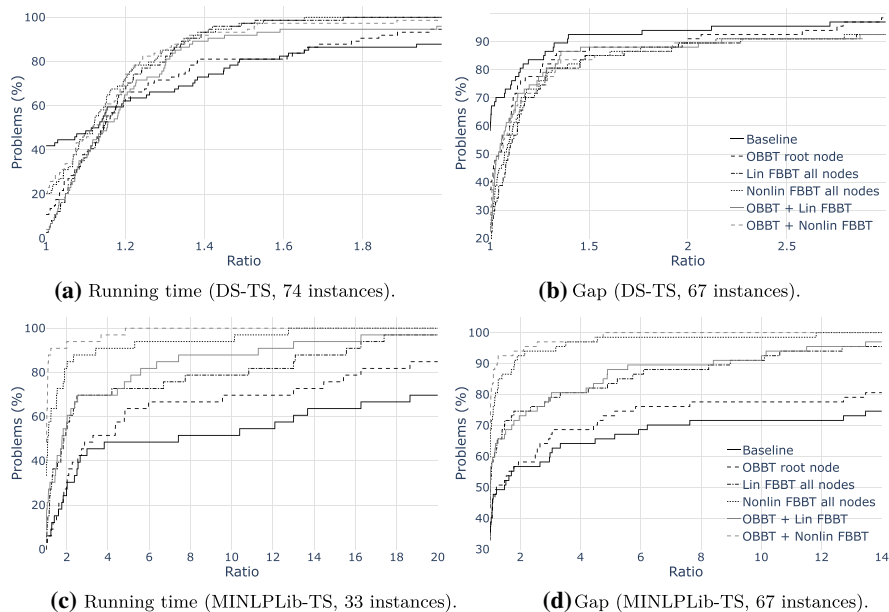 100
80
60
40
20
0
Problems (%)
1
1.2
1.4
1.6
1.8
Ratio
(a) Running time (DS-TS, 74 instances).
90
80
70
60
50
40
30
20
Problems (%)
1
1.5
2
2.5
Ratio
Baseline
OBBT root node
Lin FBBT all nodes
Nonlin FBBT all nodes
OBBT + Lin FBBT
OBBT + Nonlin FBBT
(b) Gap (DS-TS, 67 instances).
100
80
60
40
20
0
Problems (%)
2
4
6
8
10
12
14
16
18
20
Ratio
(c) Running time (MINLPLib-TS, 33 instances).
100
90
80
70
60
50
40
30
Problems (%)
2
4
6
8
10
12
14
Ratio
Baseline
OBBT root node
Lin FBBT all nodes
Nonlin FBBT all nodes
OBBT + Lin FBBT
OBBT + Nonlin FBBT
(d) Gap (MINLPLib-TS, 67 instances).